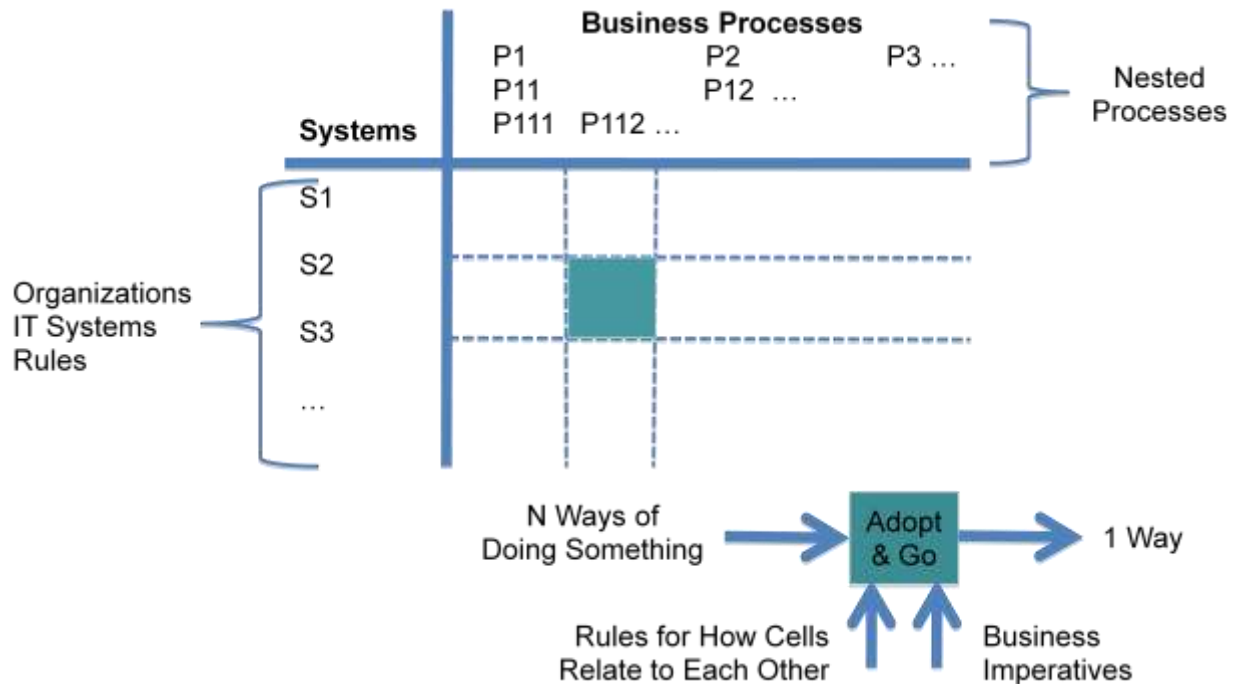 Business Processes
P1 P2 P3 …
P11 P12 …
P111 P112 …
Nested
Processes
Systems
S1
S2
S3
…
Organizations
IT Systems
Rules
N Ways of
Doing Something
Adopt
& Go
1 Way
Rules for How Cells
Relate to Each Other
Business
Imperatives